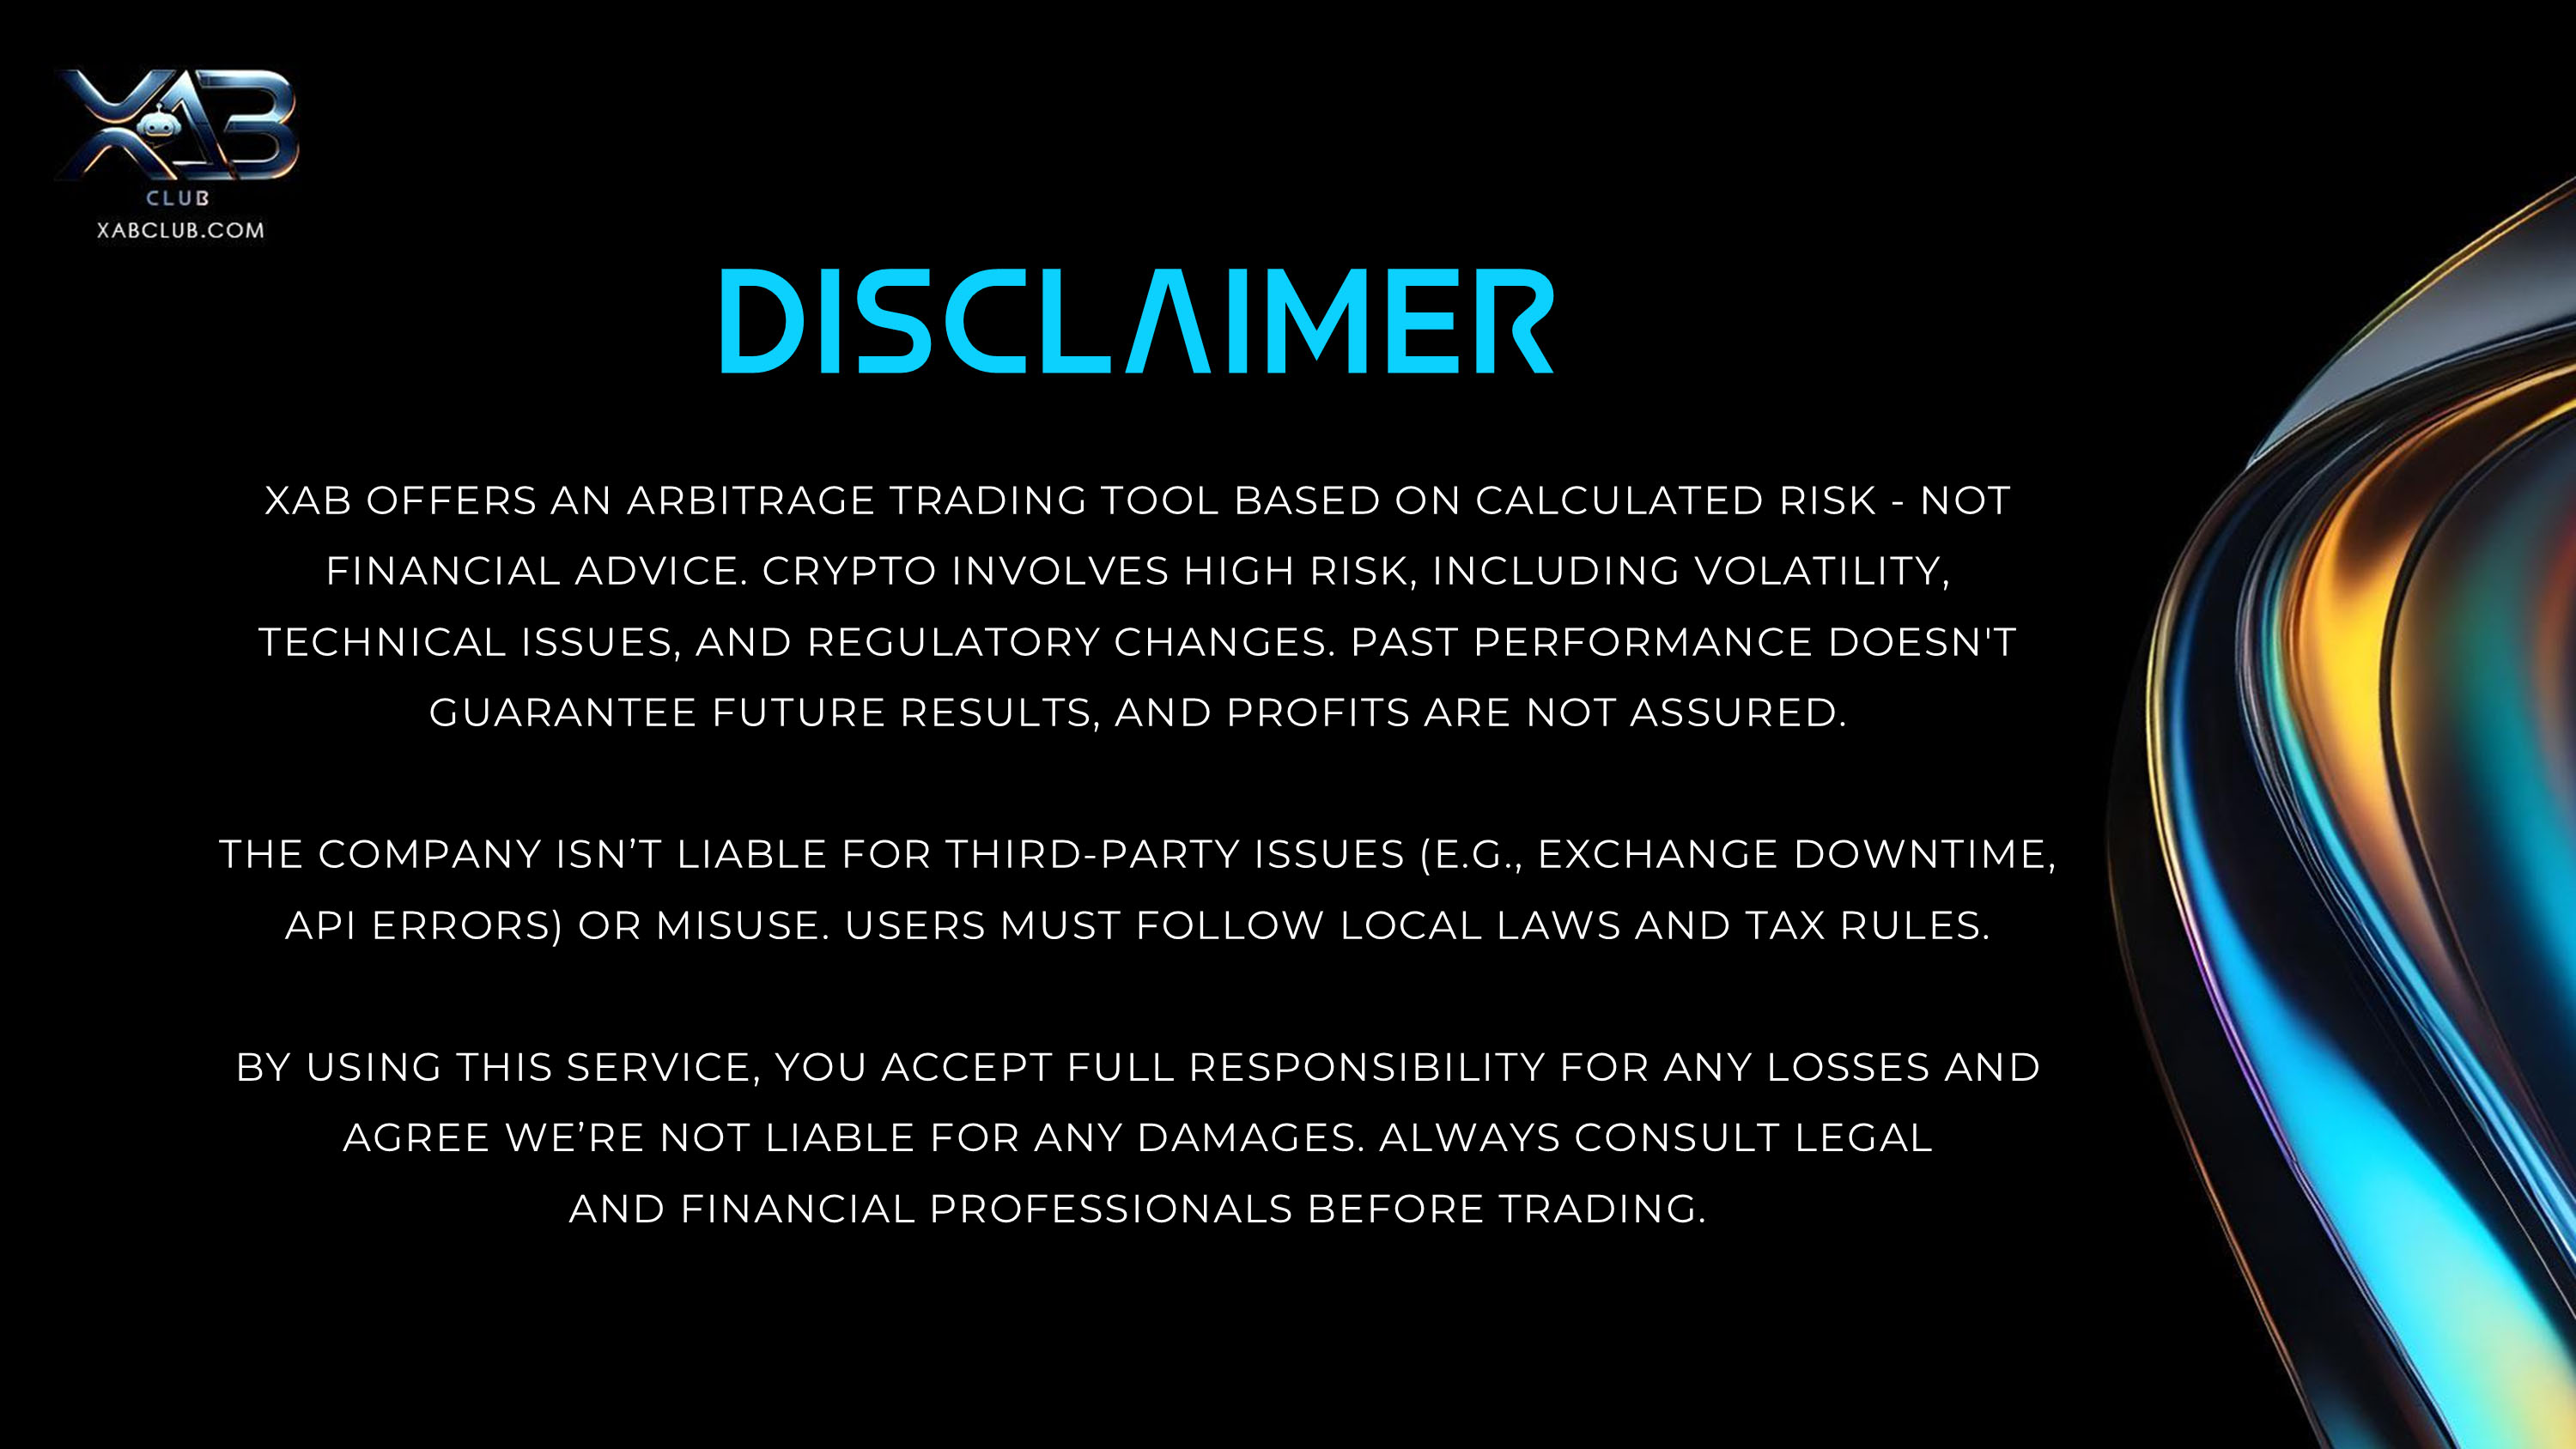 XAB
CLUB
XABCLUB.COM
DISCLAIMER
XAB OFFERS AN ARBITRAGE TRADING TOOL BASED ON CALCULATED RISK - NOT
FINANCIAL ADVICE. CRYPTO INVOLVES HIGH RISK, INCLUDING VOLATILITY,
TECHNICAL ISSUES, AND REGULATORY CHANGES. PAST PERFORMANCE DOESN'T
GUARANTEE FUTURE RESULTS, AND PROFITS ARE NOT ASSURED.
THE COMPANY ISN’T LIABLE FOR THIRD-PARTY ISSUES (E.G., EXCHANGE DOWNTIME,
API ERRORS) OR MISUSE. USERS MUST FOLLOW LOCAL LAWS AND TAX RULES.
BY USING THIS SERVICE, YOU ACCEPT FULL RESPONSIBILITY FOR ANY LOSSES AND
AGREE WE’RE NOT LIABLE FOR ANY DAMAGES. ALWAYS CONSULT LEGAL
AND FINANCIAL PROFESSIONALS BEFORE TRADING.